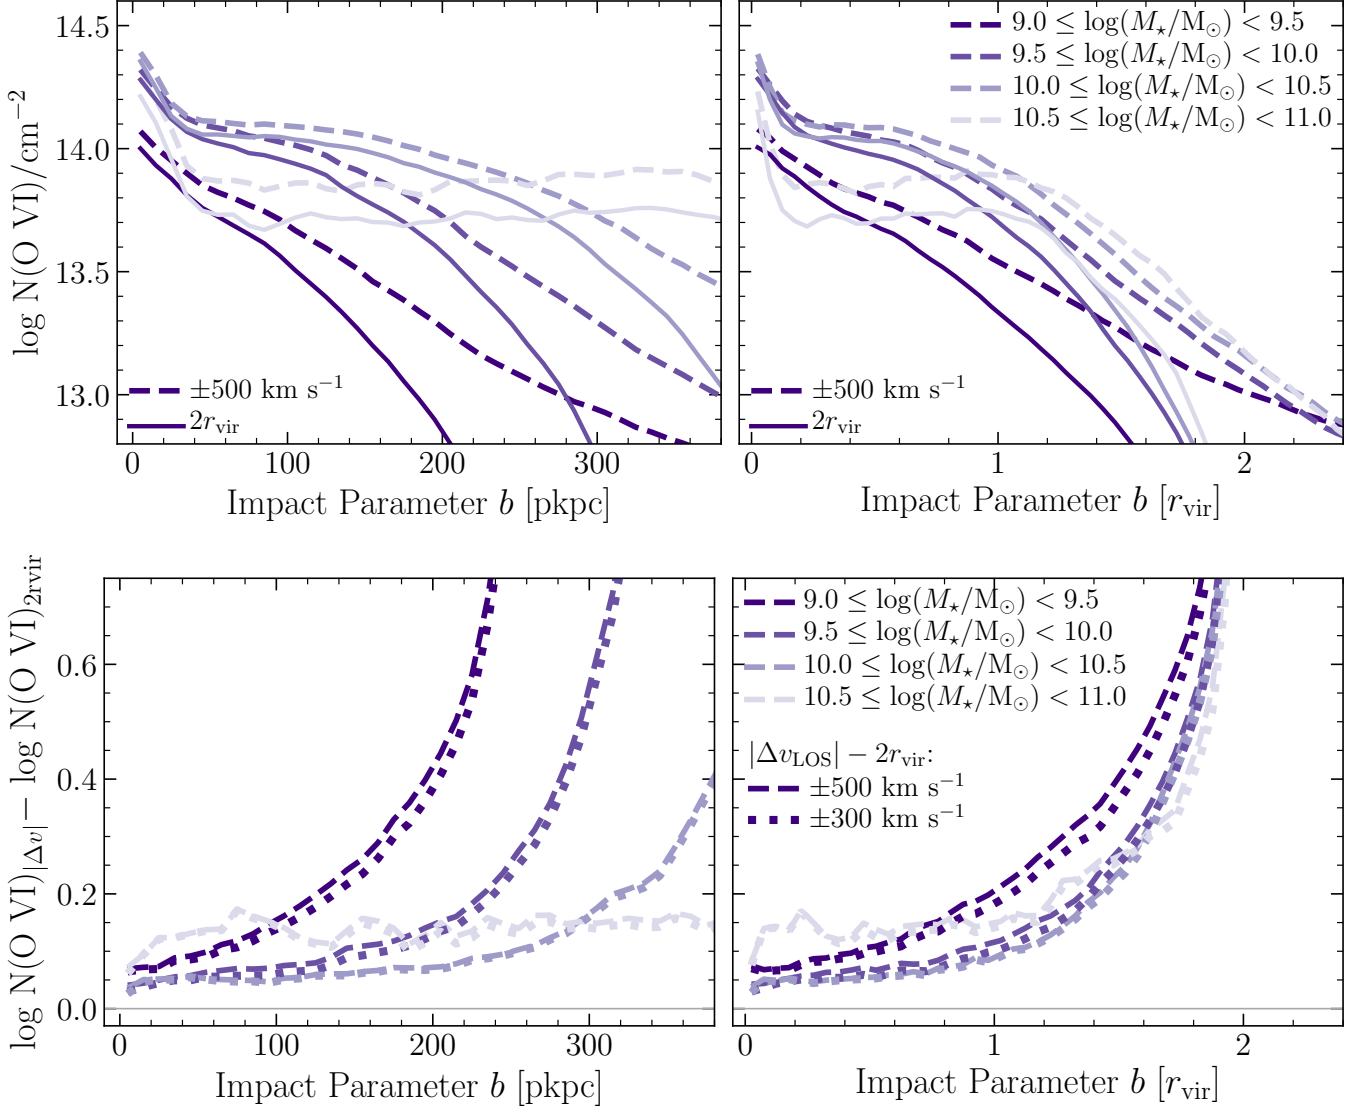 14.5
14.0
13.5
13.0
log N(O VI)/cm⁻²
±500 km s⁻¹
2r_vir
0
100
200
300
Impact Parameter b [pkpc]
9.0 ≤ log(M⋆/M⊙) < 9.5
9.5 ≤ log(M⋆/M⊙) < 10.0
10.0 ≤ log(M⋆/M⊙) < 10.5
10.5 ≤ log(M⋆/M⊙) < 11.0
±500 km s⁻¹
2r_vir
0
1
2
Impact Parameter b [r_vir]
0.6
0.4
0.2
0.0
log N(O VI)_|Δv| − log N(O VI)_2rvir
0
100
200
300
Impact Parameter b [pkpc]
9.0 ≤ log(M⋆/M⊙) < 9.5
9.5 ≤ log(M⋆/M⊙) < 10.0
10.0 ≤ log(M⋆/M⊙) < 10.5
10.5 ≤ log(M⋆/M⊙) < 11.0
|Δv_LOS| − 2r_vir:
±500 km s⁻¹
±300 km s⁻¹
0
1
2
Impact Parameter b [r_vir]